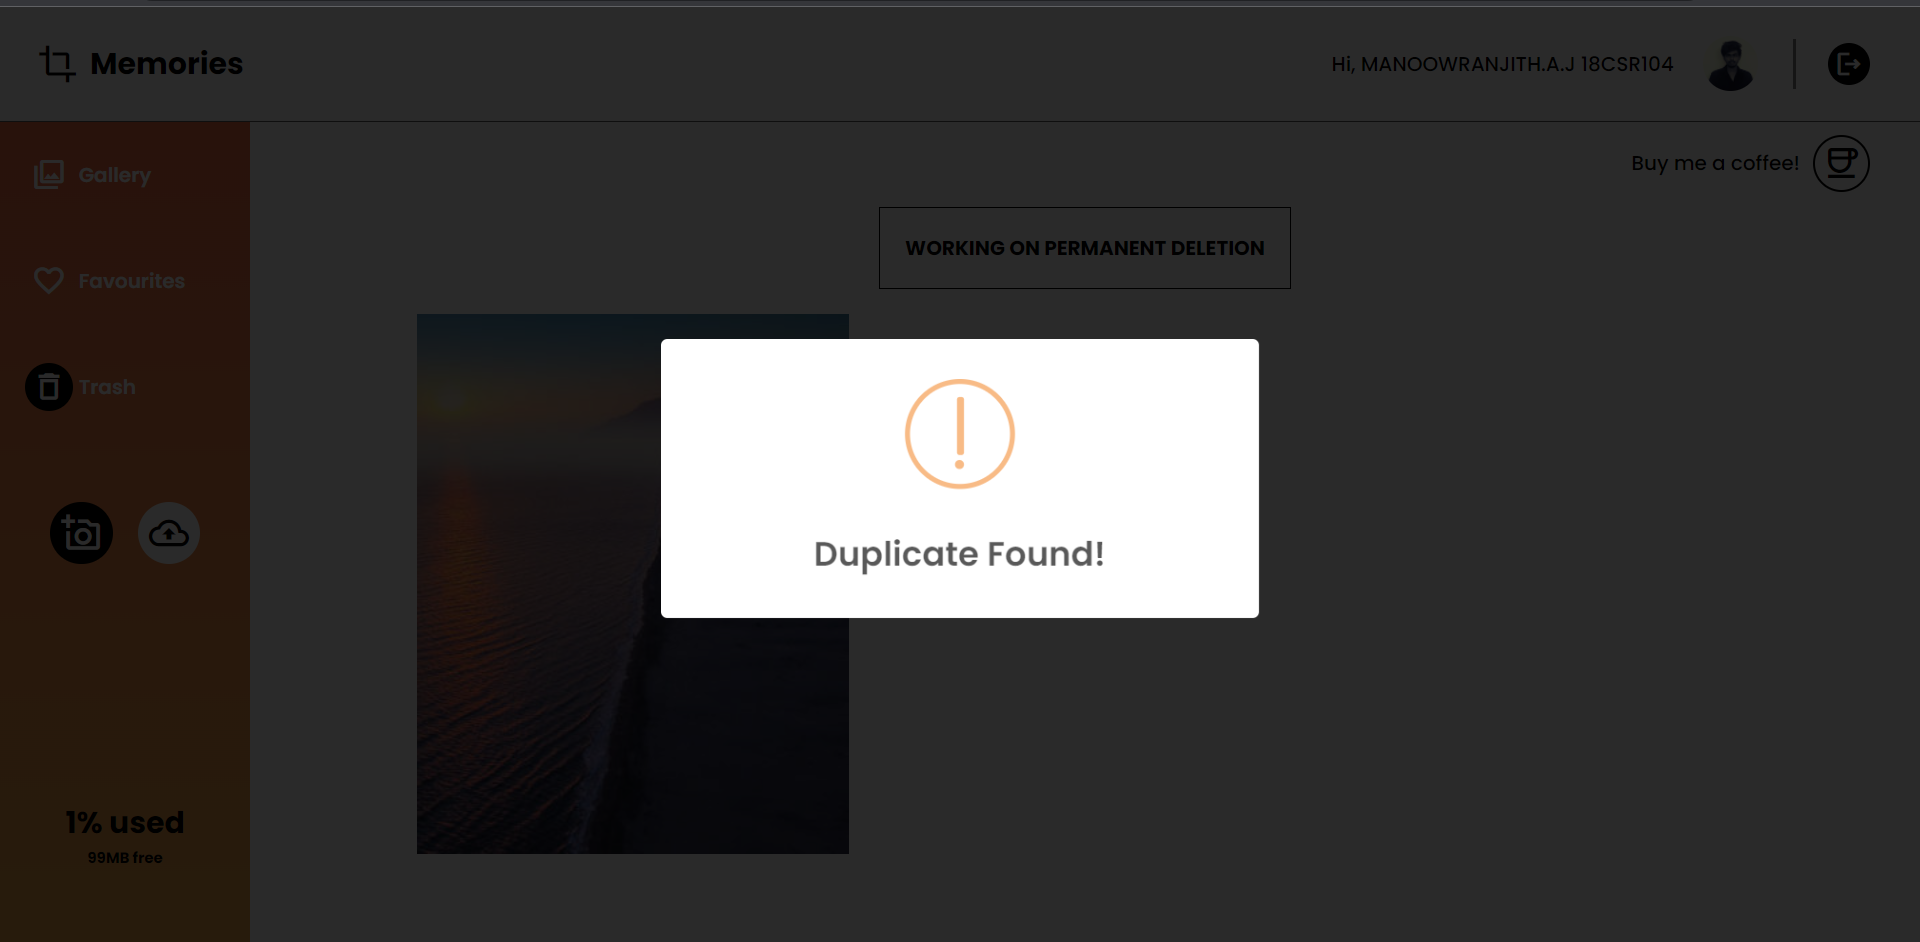 Memories
Hi, MANOOWRANJITH.A.J 18CSR104
Gallery
Favourites
Trash
1% used
99MB free
Buy me a coffee!
WORKING ON PERMANENT DELETION
Duplicate Found!